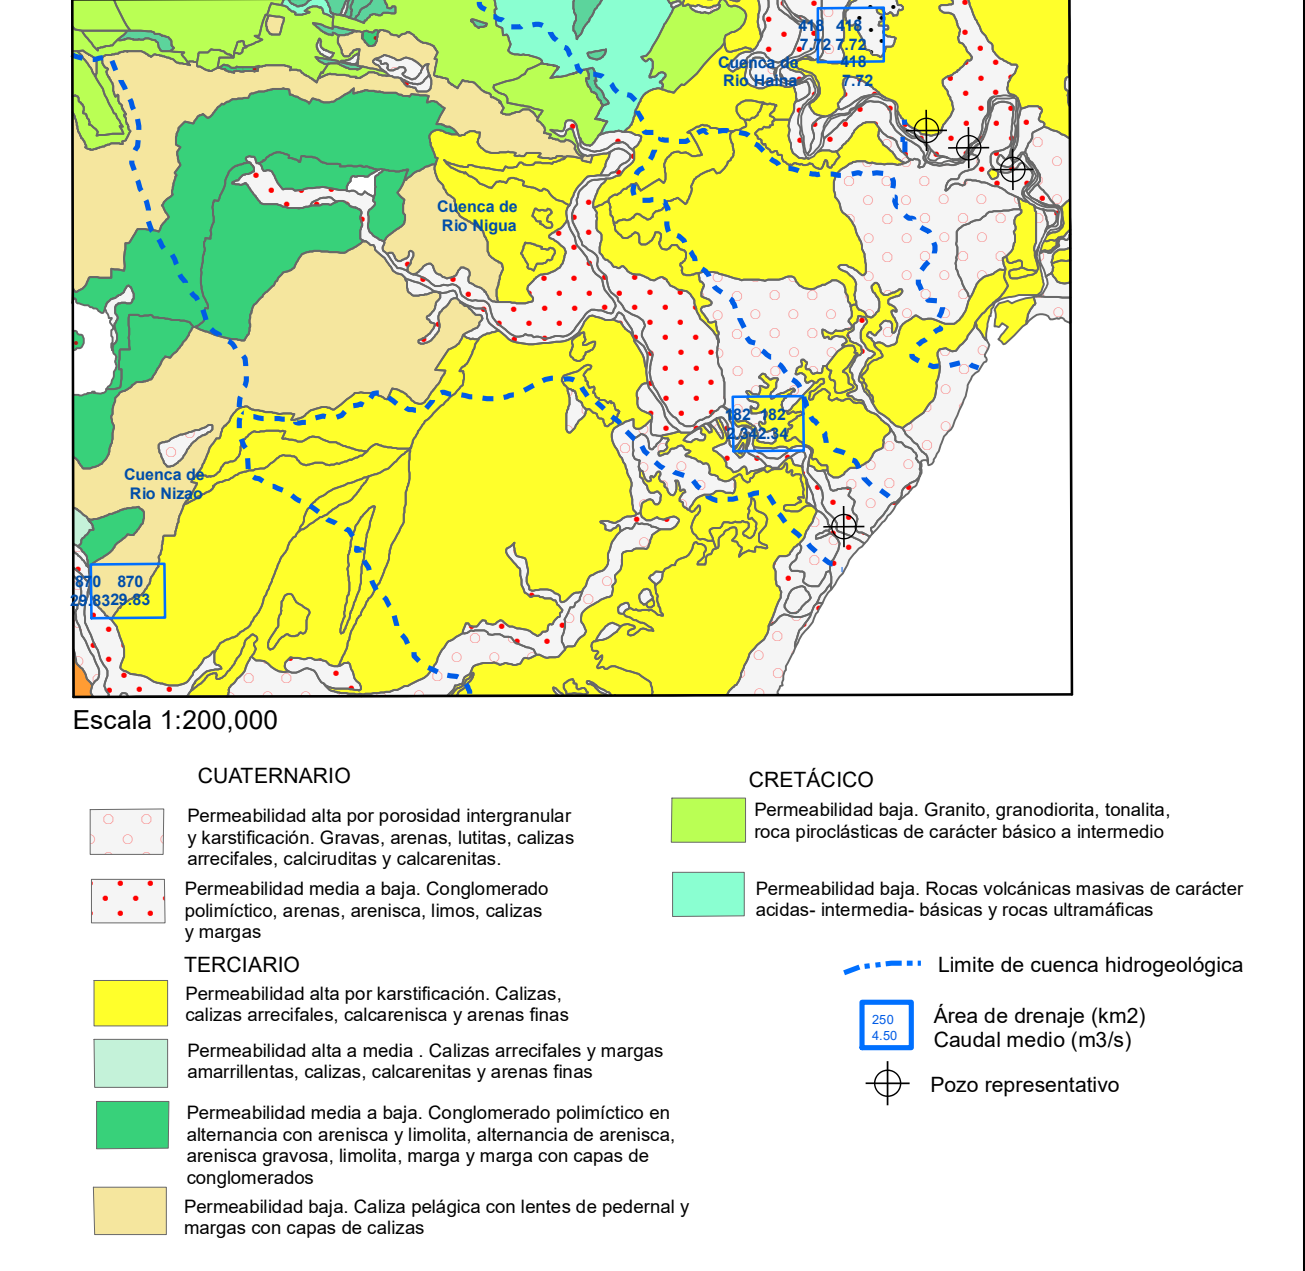 418 418
7.72 7.72
Cuenca de 418
Rio Haina 7.72
Cuenca de
Rio Nigua
182 182
2.34 2.34
Cuenca de
Rio Nizao
870 870
29.83 29.83
Escala 1:200,000
CUATERNARIO
Permeabilidad alta por porosidad intergranular
y karstificación. Gravas, arenas, lutitas, calizas
arrecifales, calciruditas y calcarenitas.
Permeabilidad media a baja. Conglomerado
polimíctico, arenas, arenisca, limos, calizas
y margas
TERCIARIO
Permeabilidad alta por karstificación. Calizas,
calizas arrecifales, calcarenisca y arenas finas
Permeabilidad alta a media . Calizas arrecifales y margas
amarrillentas, calizas, calcarenitas y arenas finas
Permeabilidad media a baja. Conglomerado polimíctico en
alternancia con arenisca y limolita, alternancia de arenisca,
arenisca gravosa, limolita, marga y marga con capas de
conglomerados
Permeabilidad baja. Caliza pelágica con lentes de pedernal y
margas con capas de calizas
CRETÁCICO
Permeabilidad baja. Granito, granodiorita, tonalita,
roca piroclásticas de carácter básico a intermedio
Permeabilidad baja. Rocas volcánicas masivas de carácter
acidas- intermedia- básicas y rocas ultramáficas
Limite de cuenca hidrogeológica
250
4.50
Área de drenaje (km2)
Caudal medio (m3/s)
Pozo representativo